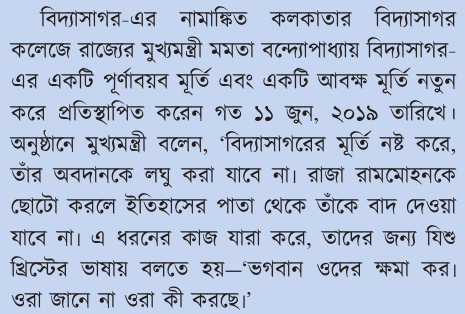 বিদ্যাসাগর-এর নামাঙ্কিত কলকাতার বিদ্যাসাগর
কলেজে রাজ্যের মুখ্যমন্ত্রী মমতা বন্দ্যোপাধ্যায় বিদ্যাসাগর-
এর একটি পূর্ণাবয়ব মূর্তি এবং একটি আবক্ষ মূর্তি নতুন
করে প্রতিস্থাপিত করেন গত ১১ জুন, ২০১৯ তারিখে।
অনুষ্ঠানে মুখ্যমন্ত্রী বলেন, ‘বিদ্যাসাগরের মূর্তি নষ্ট করে,
তাঁর অবদানকে লঘু করা যাবে না। রাজা রামমোহনকে
ছোটো করলে ইতিহাসের পাতা থেকে তাঁকে বাদ দেওয়া
যাবে না। এ ধরনের কাজ যারা করে, তাদের জন্য যিশু
খ্রিস্টের ভাষায় বলতে হয়—‘ভগবান ওদের ক্ষমা কর।
ওরা জানে না ওরা কী করছে।’